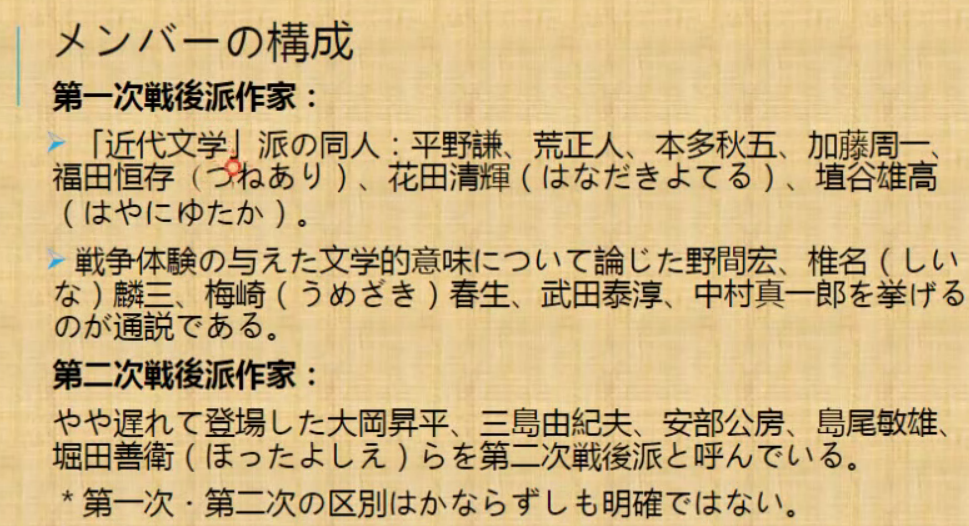 メンバーの構成
第一次戦後派作家：
➢ 「近代文学」派の同人：平野謙、荒正人、本多秋五、加藤周一、
福田恒存（つねあり）、花田清輝（はなだきよてる）、埴谷雄高
（はやにゆたか）。
➢ 戦争体験の与えた文学的意味について論じた野間宏、椎名（しい
な）麟三、梅崎（うめざき）春生、武田泰淳、中村真一郎を挙げる
のが通説である。
第二次戦後派作家：
やや遅れて登場した大岡昇平、三島由紀夫、安部公房、島尾敏雄、
堀田善衛（ほったよしえ）らを第二次戦後派と呼んでいる。
*第一次・第二次の区別はかならずしも明確ではない。